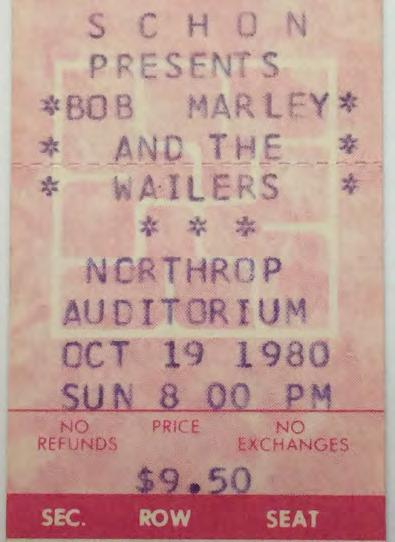 SCHON
PRESENTS
*BOB MARLEY*
* AND THE *
* WAILERS *
* * *
NORTHROP
AUDITORIUM
OCT 19 1980
SUN 8 00 PM
NO REFUNDS PRICE NO EXCHANGES
$9.50
SEC. ROW SEAT